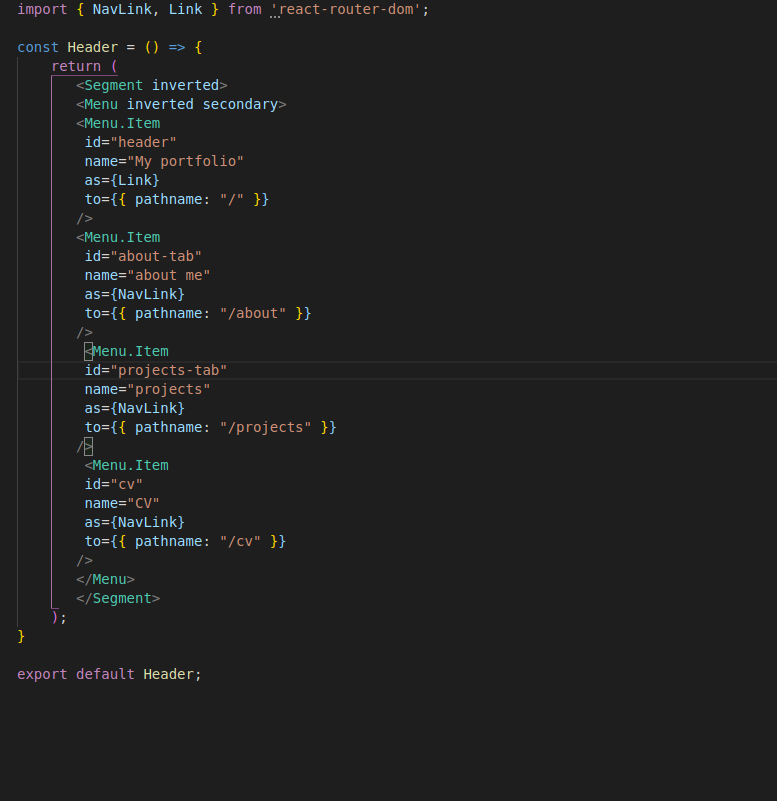 import { NavLink, Link } from 'react-router-dom';
const Header = () => {
return (
<Segment inverted>
<Menu inverted secondary>
<Menu.Item
id="header"
name="My portfolio"
as={Link}
to={{ pathname: "/" }}
/>
<Menu.Item
id="about-tab"
name="about me"
as={NavLink}
to={{ pathname: "/about" }}
/>
<Menu.Item
id="projects-tab"
name="projects"
as={NavLink}
to={{ pathname: "/projects" }}
/>
<Menu.Item
id="cv"
name="CV"
as={NavLink}
to={{ pathname: "/cv" }}
/>
</Menu>
</Segment>
);
}
export default Header;